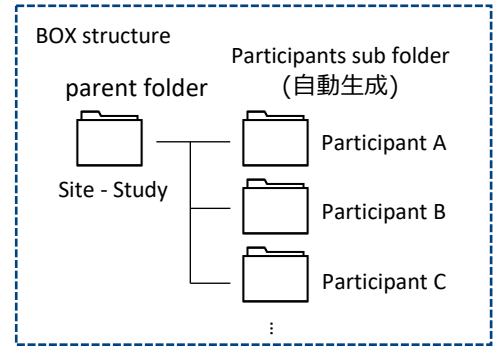 BOX structure
Participants sub folder
(自動生成)
parent folder
Participant A
Site - Study
Participant B
Participant C
⋮